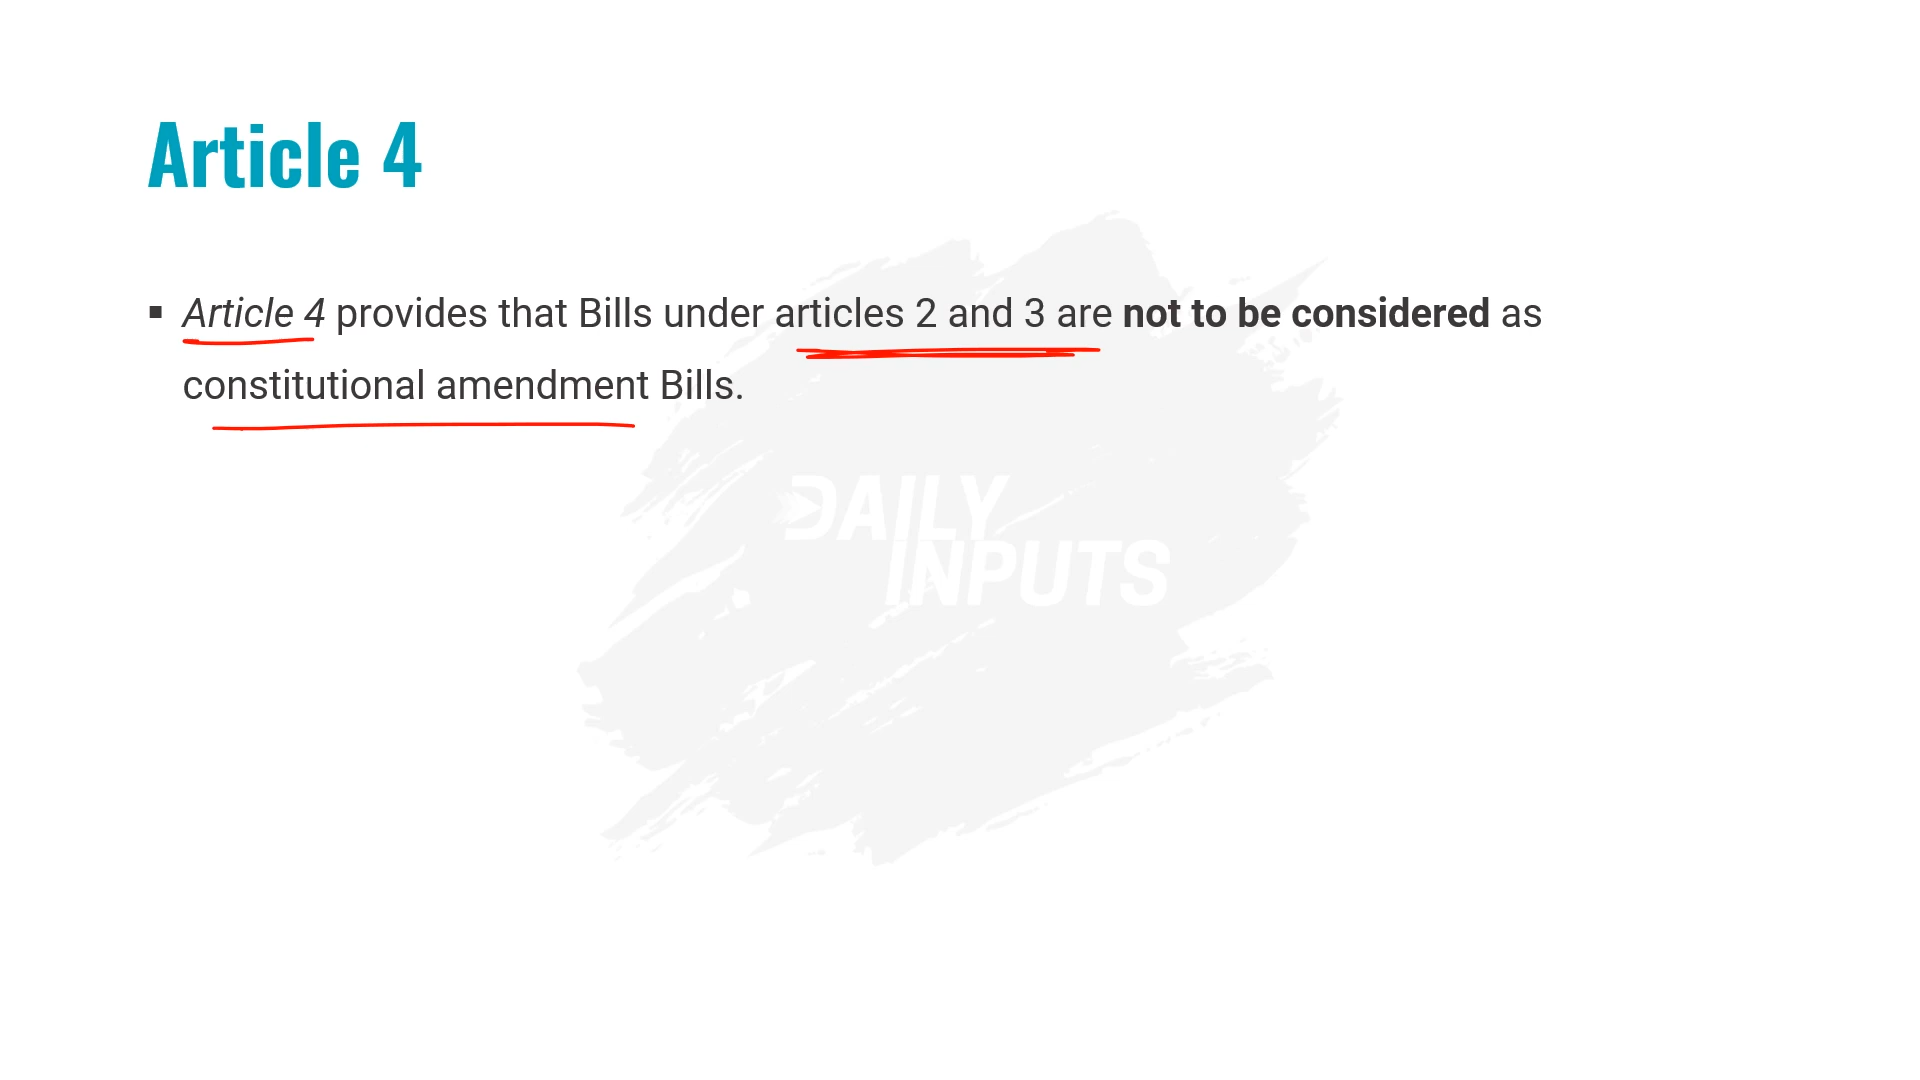 Article 4
▪ Article 4 provides that Bills under articles 2 and 3 are not to be considered as
constitutional amendment Bills.
DAILY
INPUTS